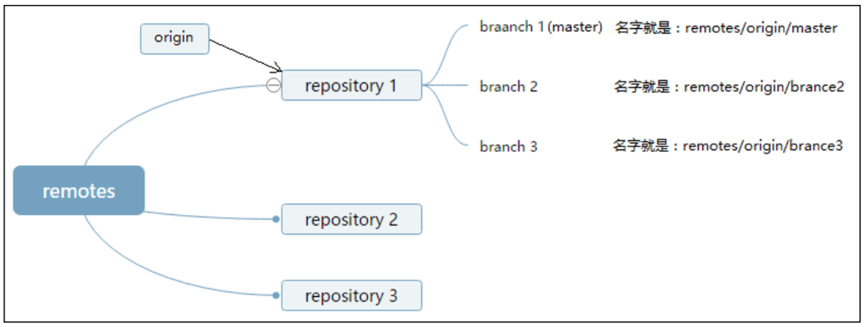 origin
braanch 1(master) 名字就是：remotes/origin/master
repository 1
branch 2 名字就是：remotes/origin/brance2
branch 3 名字就是：remotes/origin/brance3
remotes
repository 2
repository 3